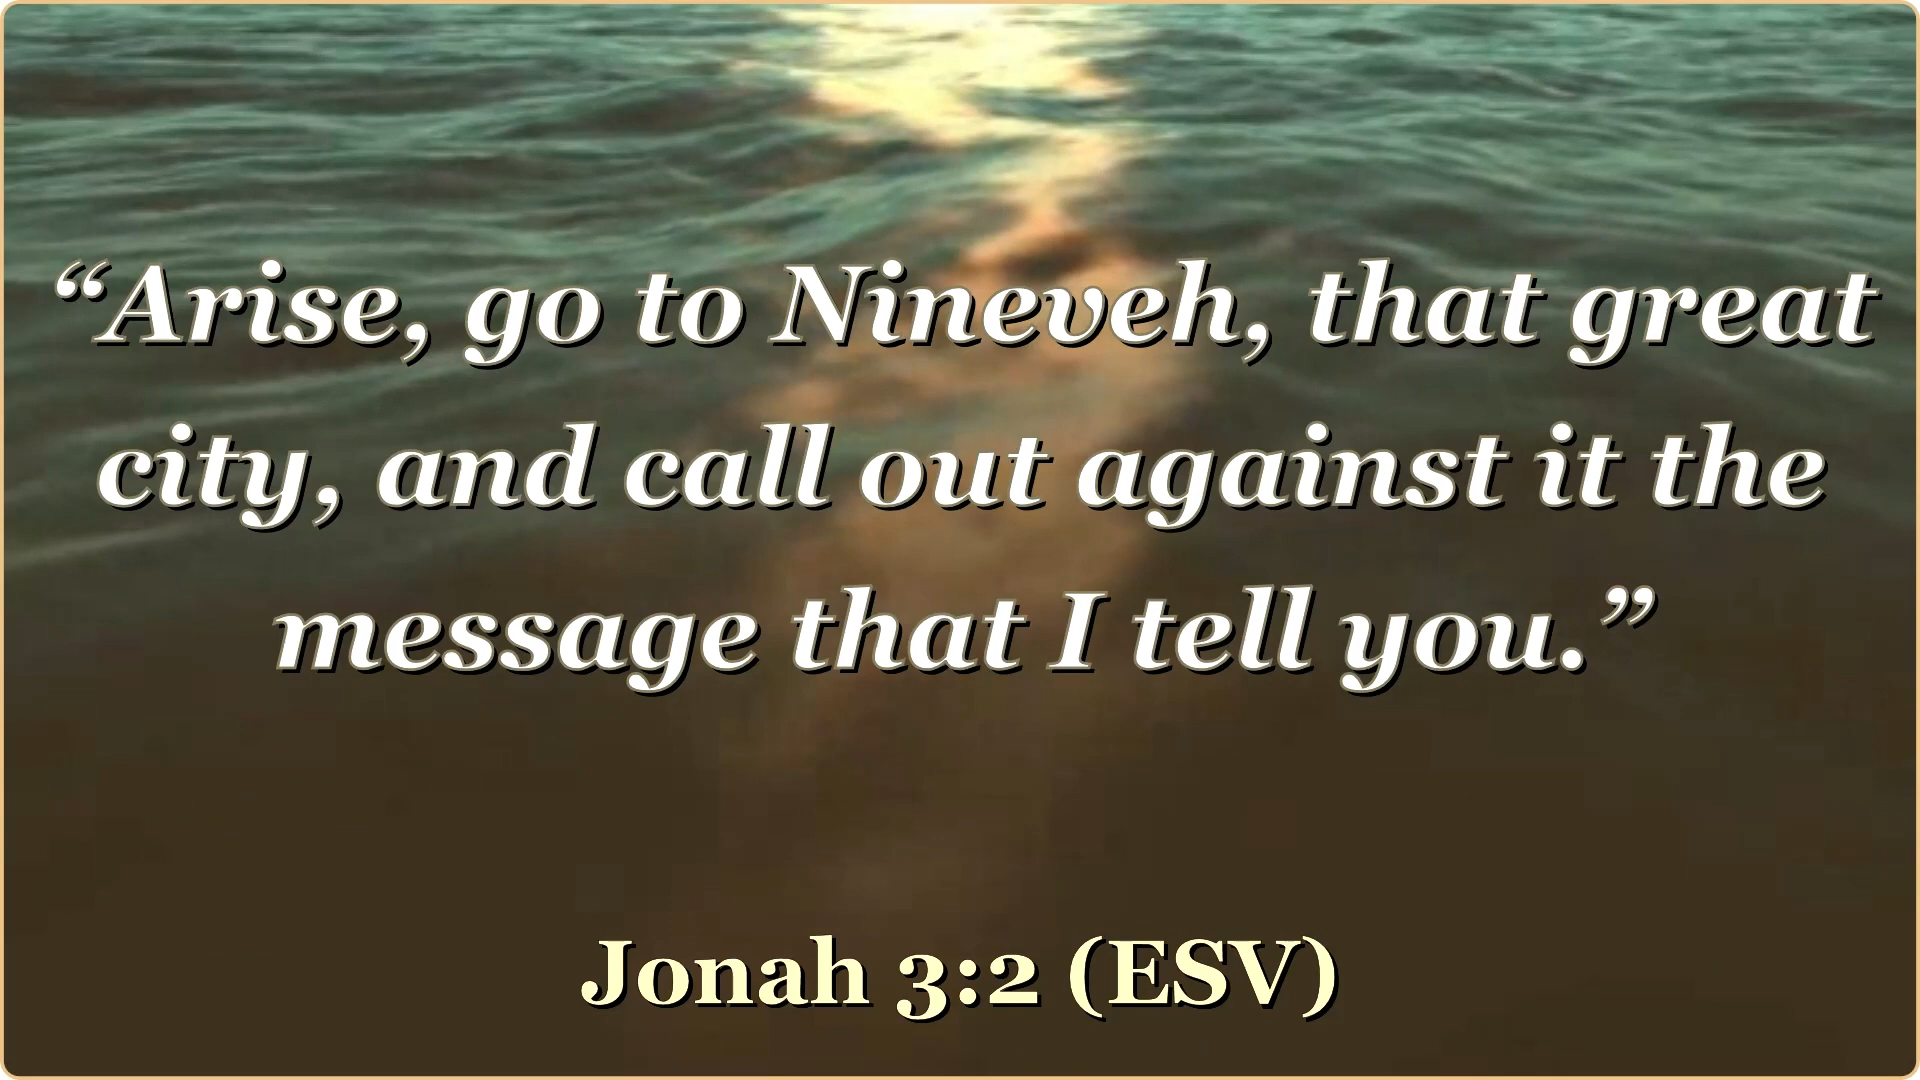 “Arise, go to Nineveh, that great
city, and call out against it the
message that I tell you.”
Jonah 3:2 (ESV)